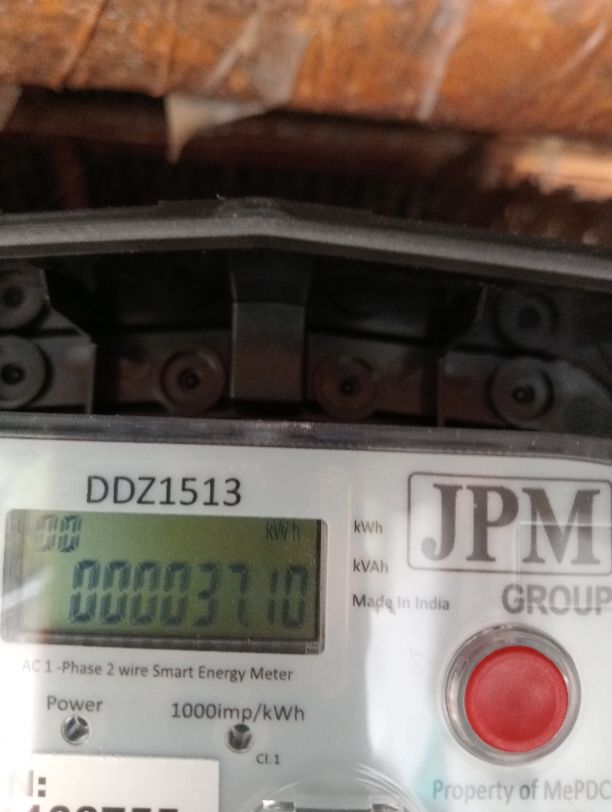 DDZ1513
JPM
GROUP
00 kWh
00003710
kWh
kVAh
Made In India
AC 1 -Phase 2 wire Smart Energy Meter
Power
1000imp/kWh
Cl.1
N:
Property of MePDC